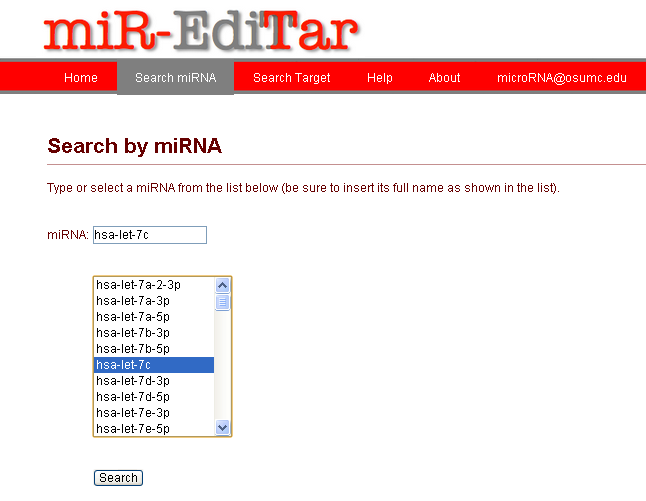 miR-EdiTar
Home Search miRNA Search Target Help About microRNA@osumc.edu
Search by miRNA
Type or select a miRNA from the list below (be sure to insert its full name as shown in the list).
miRNA: hsa-let-7c
hsa-let-7a-2-3p
hsa-let-7a-3p
hsa-let-7a-5p
hsa-let-7b-3p
hsa-let-7b-5p
hsa-let-7c
hsa-let-7d-3p
hsa-let-7d-5p
hsa-let-7e-3p
hsa-let-7e-5p
Search